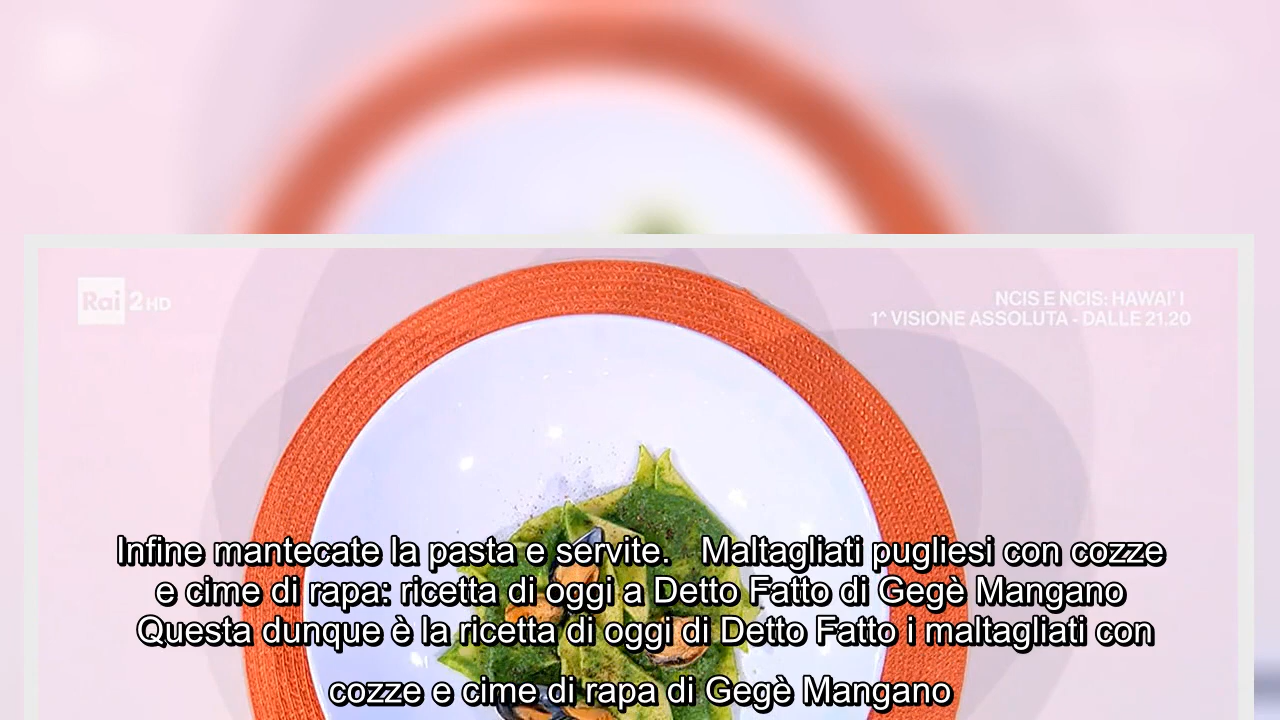 Rai 2 HD
NCIS E NCIS: HAWAI'I
1^ VISIONE ASSOLUTA - DALLE 21.20
Infine mantecate la pasta e servite.   Maltagliati pugliesi con cozze
e cime di rapa: ricetta di oggi a Detto Fatto di Gegè Mangano
Questa dunque è la ricetta di oggi di Detto Fatto i maltagliati con
cozze e cime di rapa di Gegè Mangano